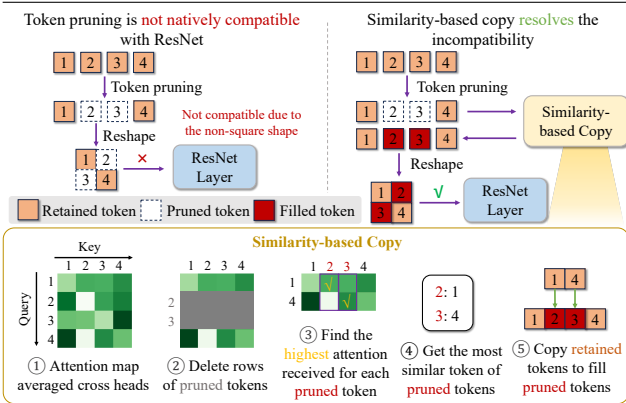 Token pruning is not natively compatible
with ResNet
1 2 3 4
Token pruning
1 2 3 4
Reshape
Not compatible due to
the non-square shape
1 2
3 4
×
ResNet
Layer
Similarity-based copy resolves the
incompatibility
1 2 3 4
Token pruning
1 2 3 4
Similarity-
based Copy
1 2 3 4
Reshape
1 2
3 4
√
ResNet
Layer
Retained token Pruned token Filled token
Similarity-based Copy
Key
1 2 3 4
Query
1
2
3
4
① Attention map
averaged cross heads
1 2 3 4
2
3
② Delete rows
of pruned tokens
1 2 3 4
1 √
4 √
③ Find the
highest attention
received for each
pruned token
2: 1
3: 4
④ Get the most
similar token of
pruned tokens
1 4
1 2 3 4
⑤ Copy retained
tokens to fill
pruned tokens